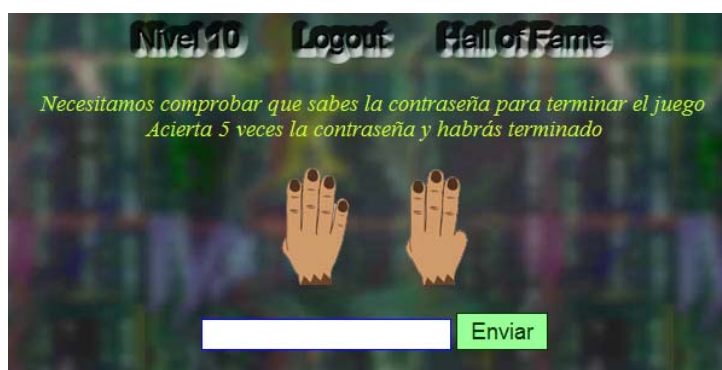 Nivel 10 Logout Hall of Fame
Necesitamos comprobar que sabes la contraseña para terminar el juego
Acierta 5 veces la contraseña y habrás terminado
Enviar